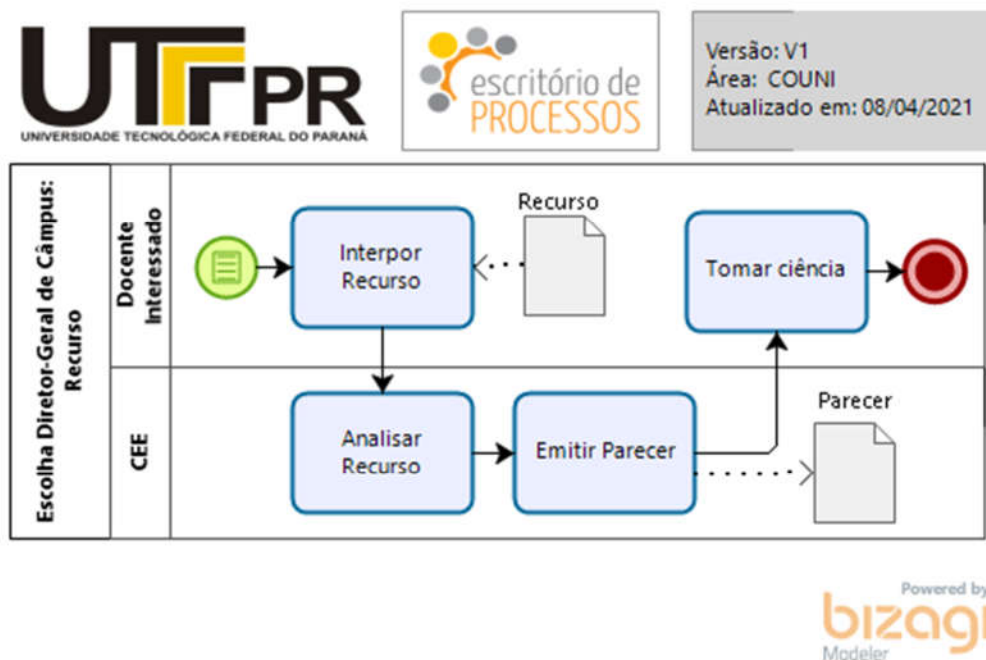 UTFPR
UNIVERSIDADE TECNOLÓGICA FEDERAL DO PARANÁ
escritório de
PROCESSOS
Versão: V1
Área: COUNI
Atualizado em: 08/04/2021
Escolha Diretor-Geral de Câmpus:
Recurso
Docente
Interessado
Interpor
Recurso
Recurso
Tomar ciência
CEE
Analisar
Recurso
Emitir Parecer
Parecer
Powered by
bizagi
Modeler